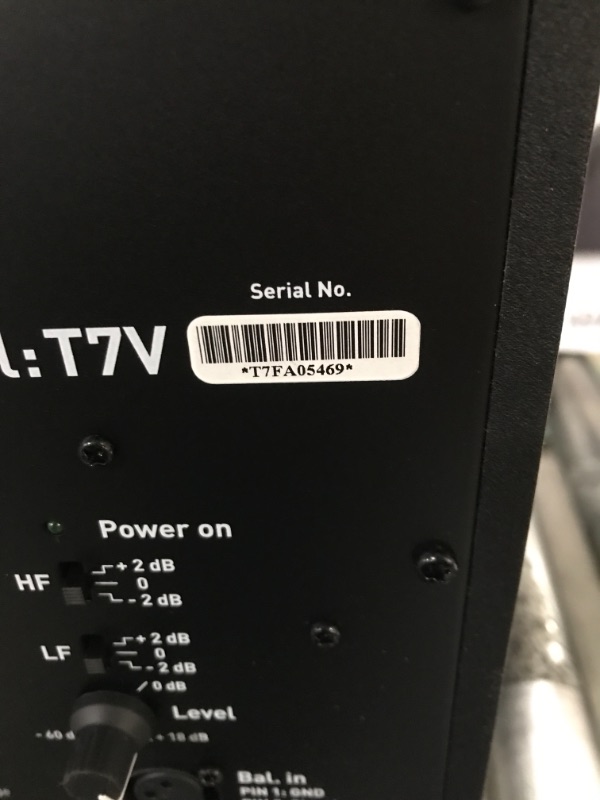 Serial No.
l:T7V
*T7FA05469*
Power on
+ 2 dB
HF 0
- 2 dB
+ 2 dB
LF 0
- 2 dB
/ 0 dB
Level
- 60 d + 18 dB
Bal. in
PIN 1: GND